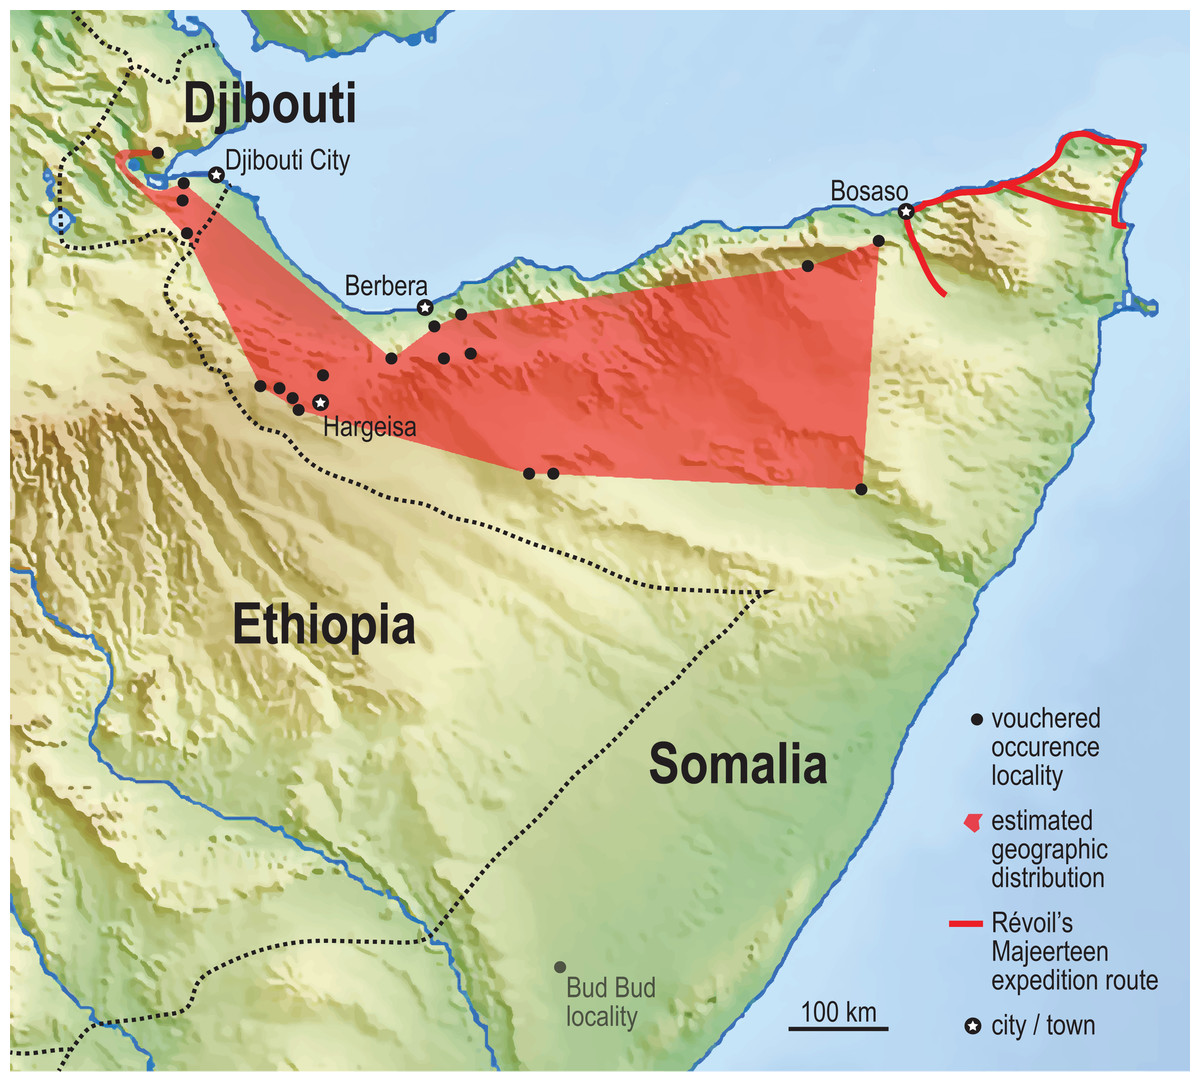 Djibouti
Djibouti City
Bosaso
Berbera
Hargeisa
Ethiopia
Somalia
vouchered
occurence
locality
estimated
geographic
distribution
Révoil's
Majeerteen
expedition route
Bud Bud
locality
100 km
city / town